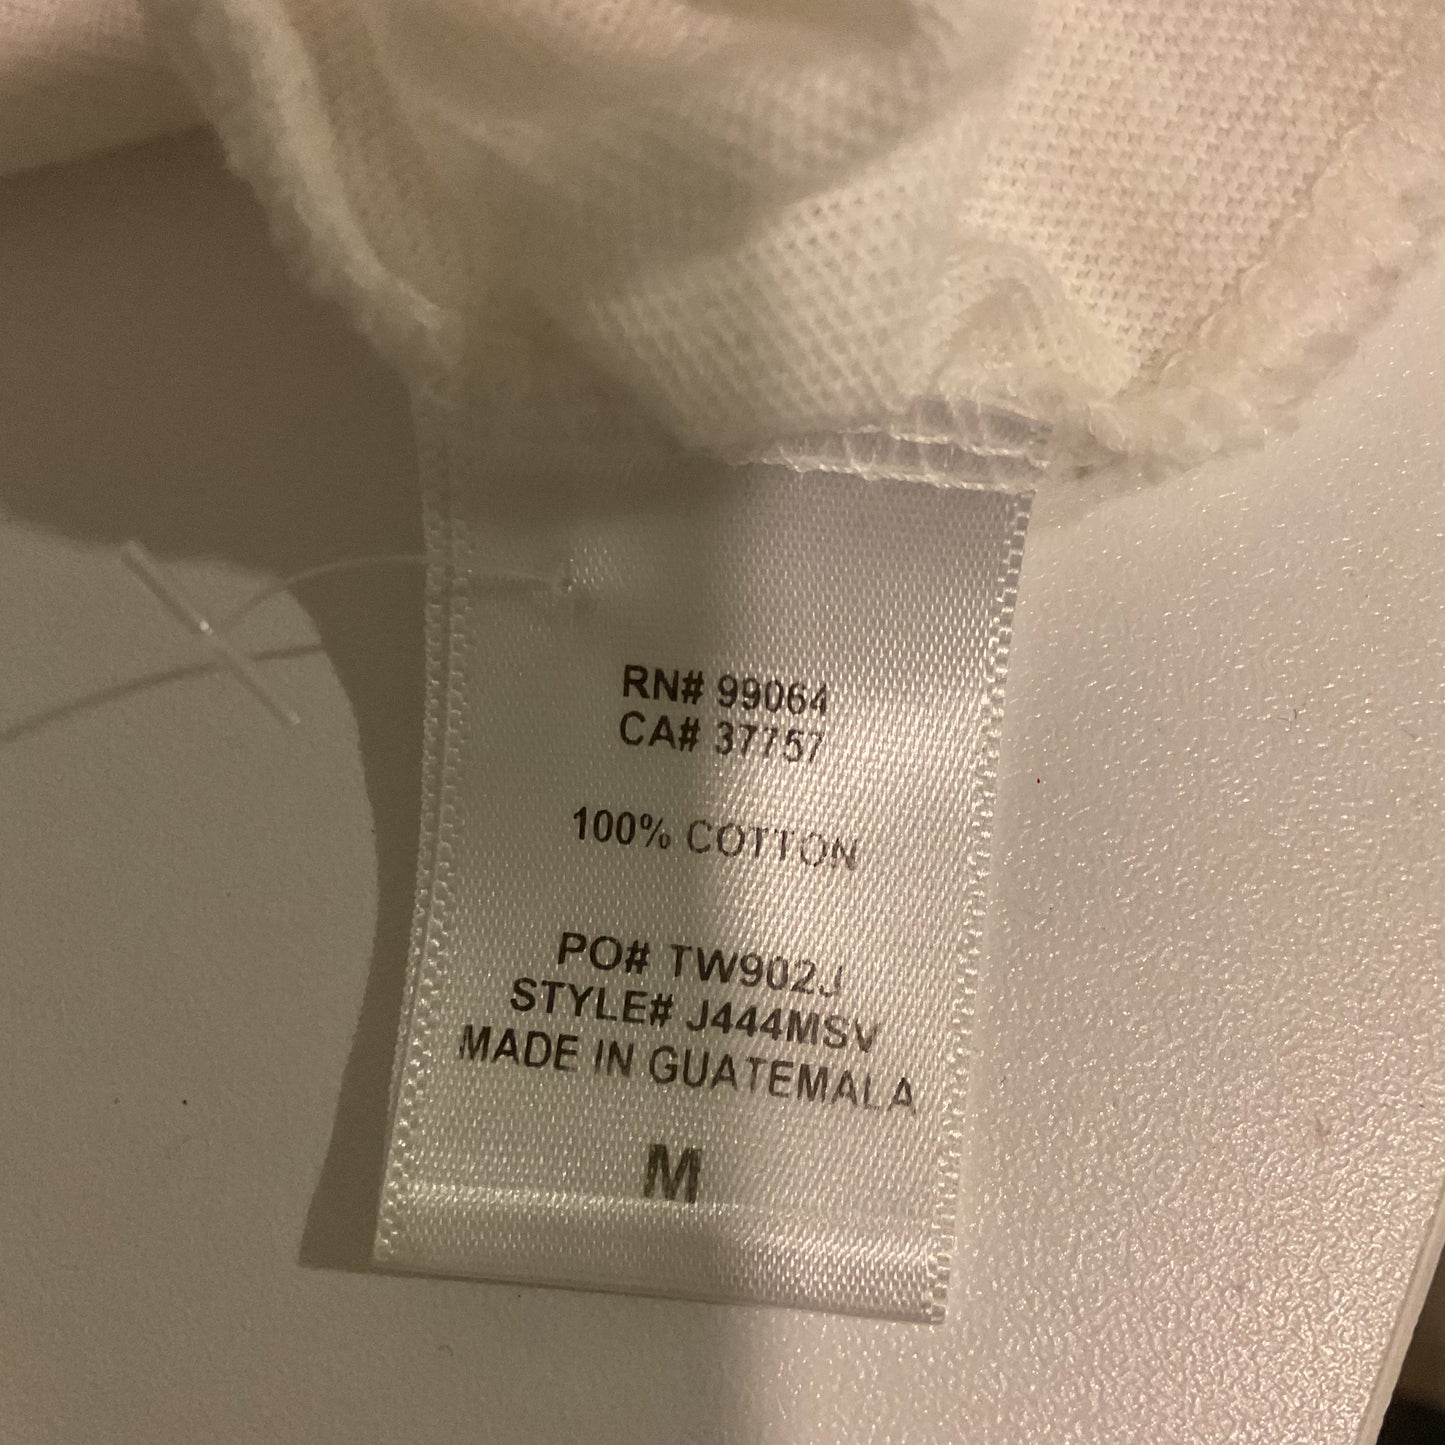 RN# 99064
CA# 37757
100% COTTON
PO# TW902J
STYLE# J444MSV
MADE IN GUATEMALA
M